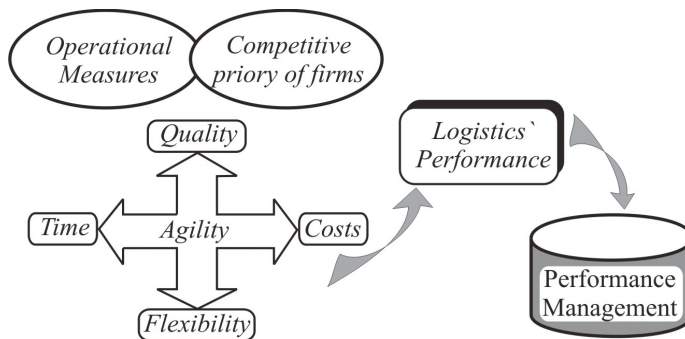 Operational
Measures
Competitive
priory of firms
Quality
Logistics`
Performance
Time
Agility
Costs
Performance
Management
Flexibility